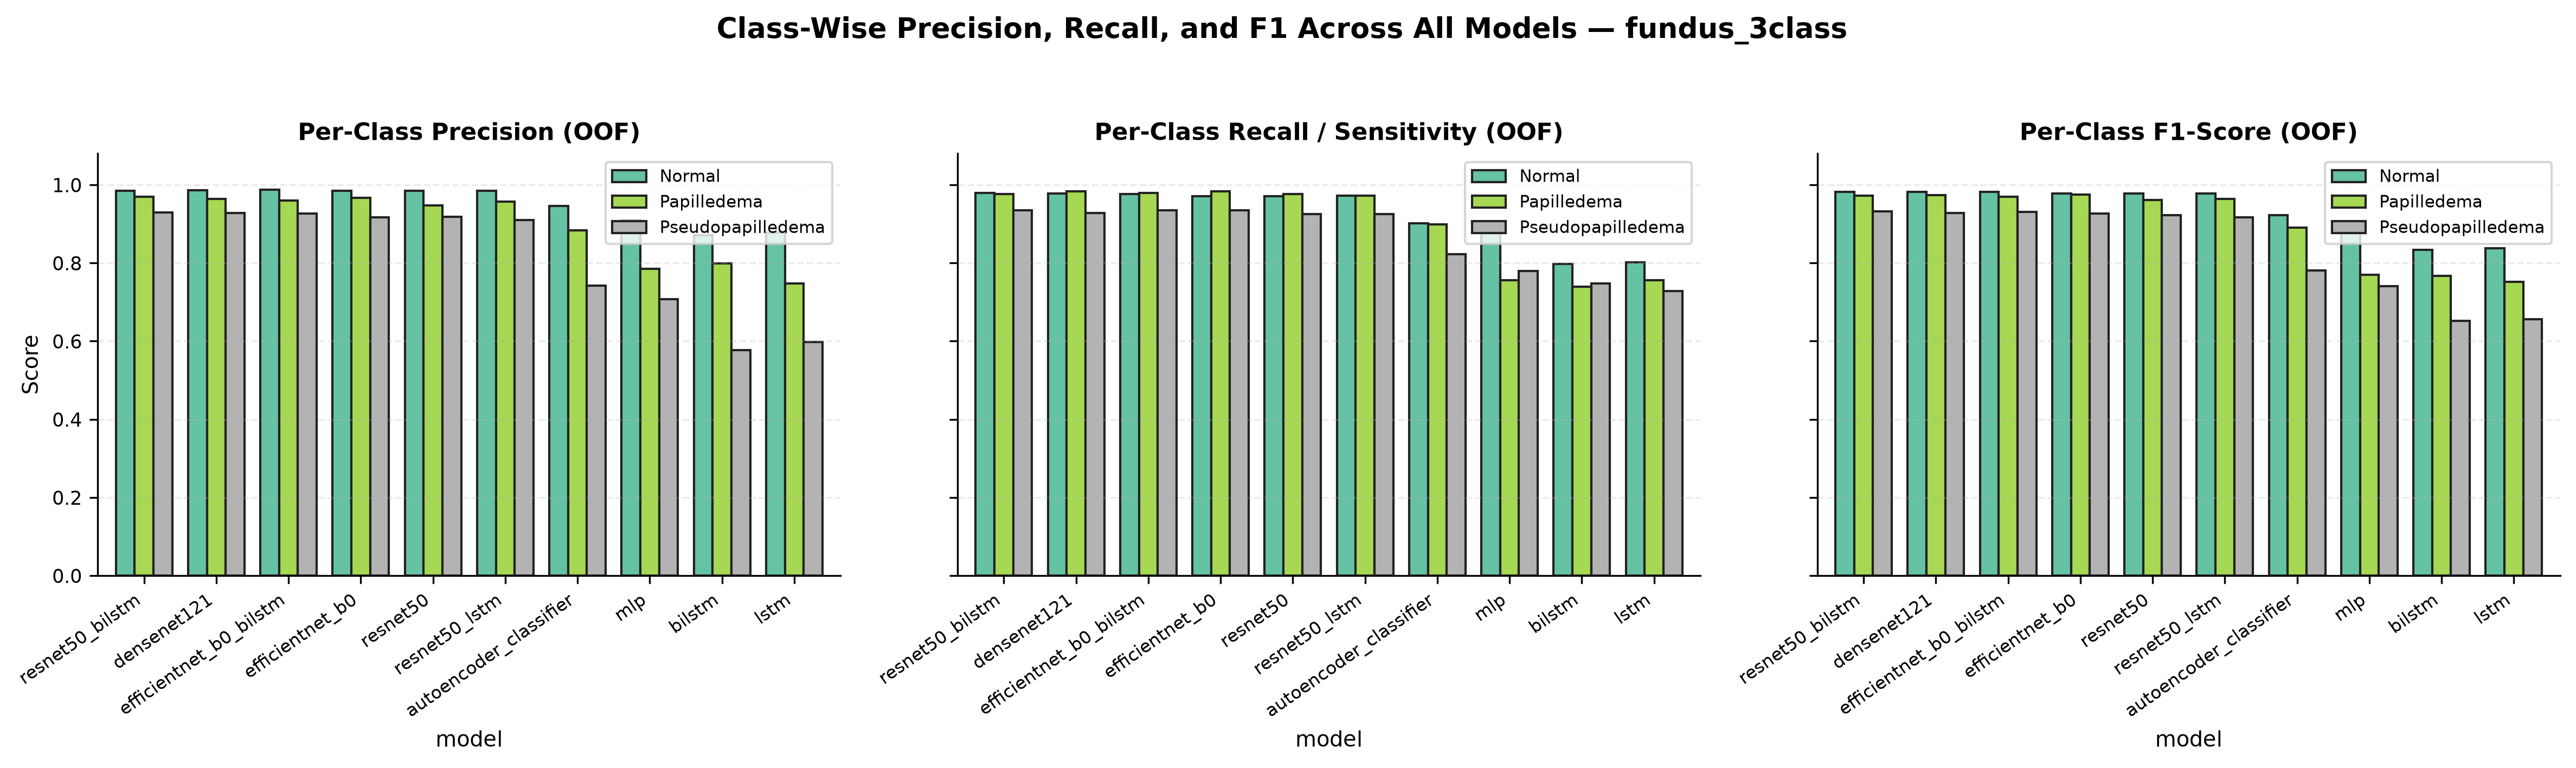 Class-Wise Precision, Recall, and F1 Across All Models — fundus_3class
Per-Class Precision (OOF)
Normal
Papilledema
Pseudopapilledema
Score
1.0
0.8
0.6
0.4
0.2
0.0
resnet50_bilstm
densenet121
efficientnet_b0_bilstm
efficientnet_b0
resnet50
resnet50_lstm
autoencoder_classifier
mlp
bilstm
lstm
model
Per-Class Recall / Sensitivity (OOF)
Normal
Papilledema
Pseudopapilledema
resnet50_bilstm
densenet121
efficientnet_b0_bilstm
efficientnet_b0
resnet50
resnet50_lstm
autoencoder_classifier
mlp
bilstm
lstm
model
Per-Class F1-Score (OOF)
Normal
Papilledema
Pseudopapilledema
resnet50_bilstm
densenet121
efficientnet_b0_bilstm
efficientnet_b0
resnet50
resnet50_lstm
autoencoder_classifier
mlp
bilstm
lstm
model